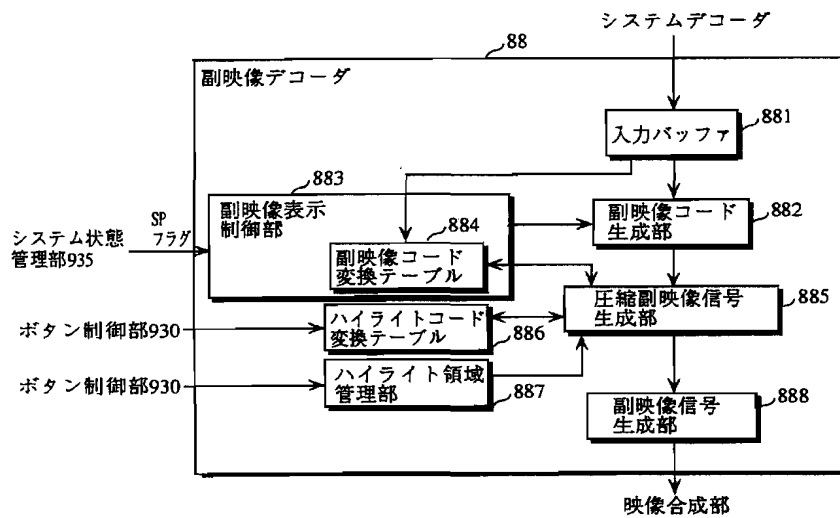 システムデコーダ
88
副映像デコーダ
881
入力バッファ
883
副映像表示
制御部
884
副映像コード
変換テーブル
SP
フラグ
システム状態
管理部935
副映像コード
生成部
882
圧縮副映像信号
生成部
885
ボタン制御部930
ハイライトコード
変換テーブル
886
ボタン制御部930
ハイライト領域
管理部
887
副映像信号
生成部
888
映像合成部